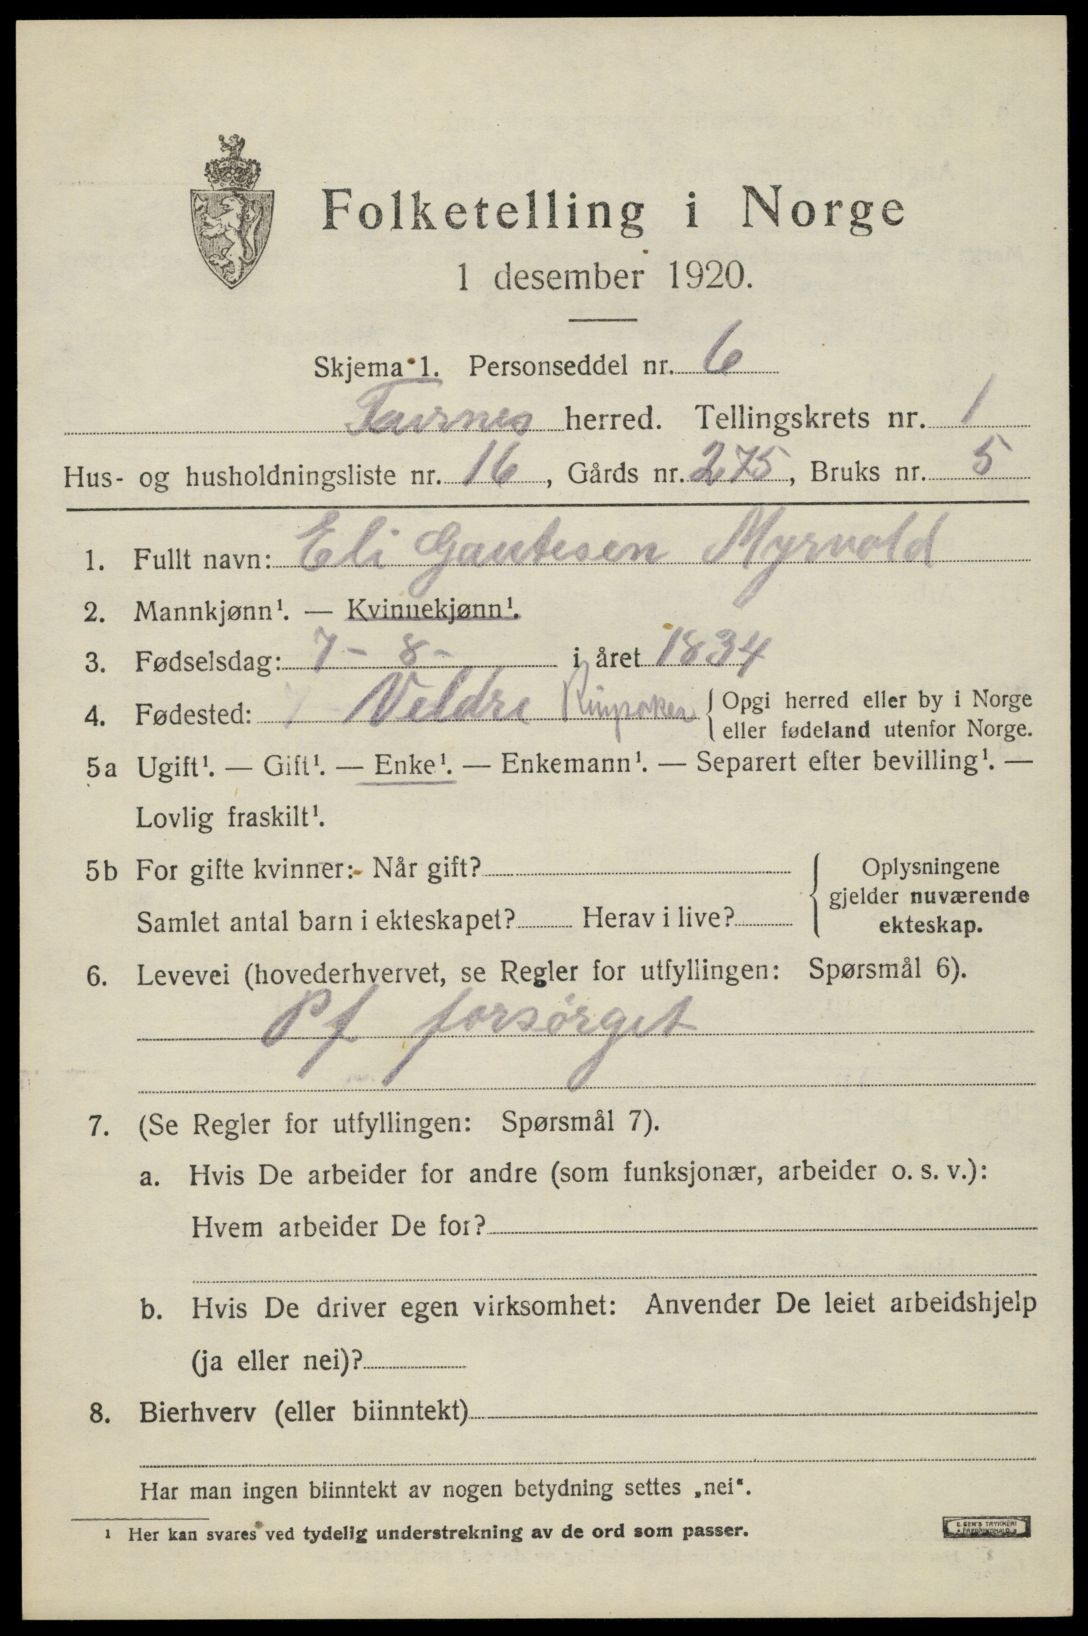 Folketelling i Norge
1 desember 1920.
Skjema 1. Personseddel nr. 6
Furnes herred. Tellingskrets nr. 1
Hus- og husholdningsliste nr. 16, Gårds nr. 275, Bruks nr. 5
1. Fullt navn: Eli Gautesen Myrvold
2. Mannkjønn¹. — Kvinnekjønn¹.
3. Fødselsdag: 7 - 8 - i året 1834
4. Fødested: Veldre Ringsaker { Opgi herred eller by i Norge
eller fødeland utenfor Norge.
5a Ugift¹. — Gift¹. — Enke¹. — Enkemann¹. — Separert efter bevilling¹. —
Lovlig fraskilt¹.
5b For gifte kvinner: Når gift? { Oplysningene
gjelder nuværende
Samlet antal barn i ekteskapet? Herav i live? ekteskap.
6. Levevei (hovederhvervet, se Regler for utfyllingen: Spørsmål 6).
Pf forsörget
7. (Se Regler for utfyllingen: Spørsmål 7).
a. Hvis De arbeider for andre (som funksjonær, arbeider o. s. v.):
Hvem arbeider De for?
b. Hvis De driver egen virksomhet: Anvender De leiet arbeidshjelp
(ja eller nei)?
8. Bierhverv (eller biinntekt)
Har man ingen biinntekt av nogen betydning settes „nei“.
¹ Her kan svares ved tydelig understrekning av de ord som passer.